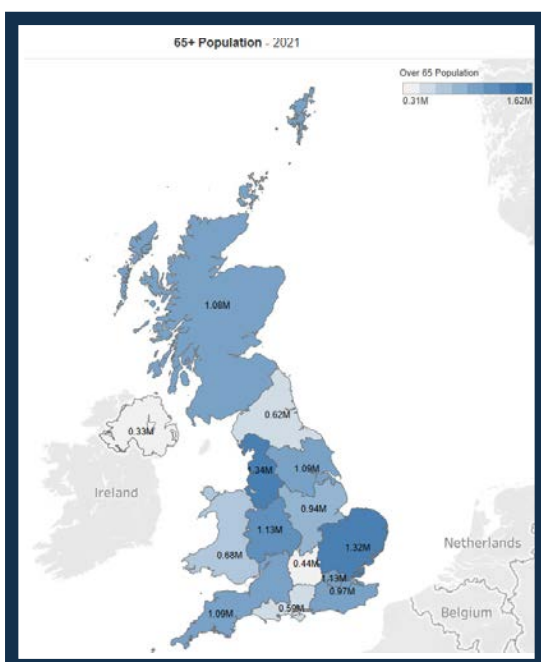 65+ Population - 2021
Over 65 Population
0.31M 1.62M
1.08M
0.62M
0.33M
1.34M
1.09M
Ireland
0.94M
1.13M
1.32M
Netherlands
0.68M
0.44M
1.13M
0.97M
Belgium
1.09M
0.59M